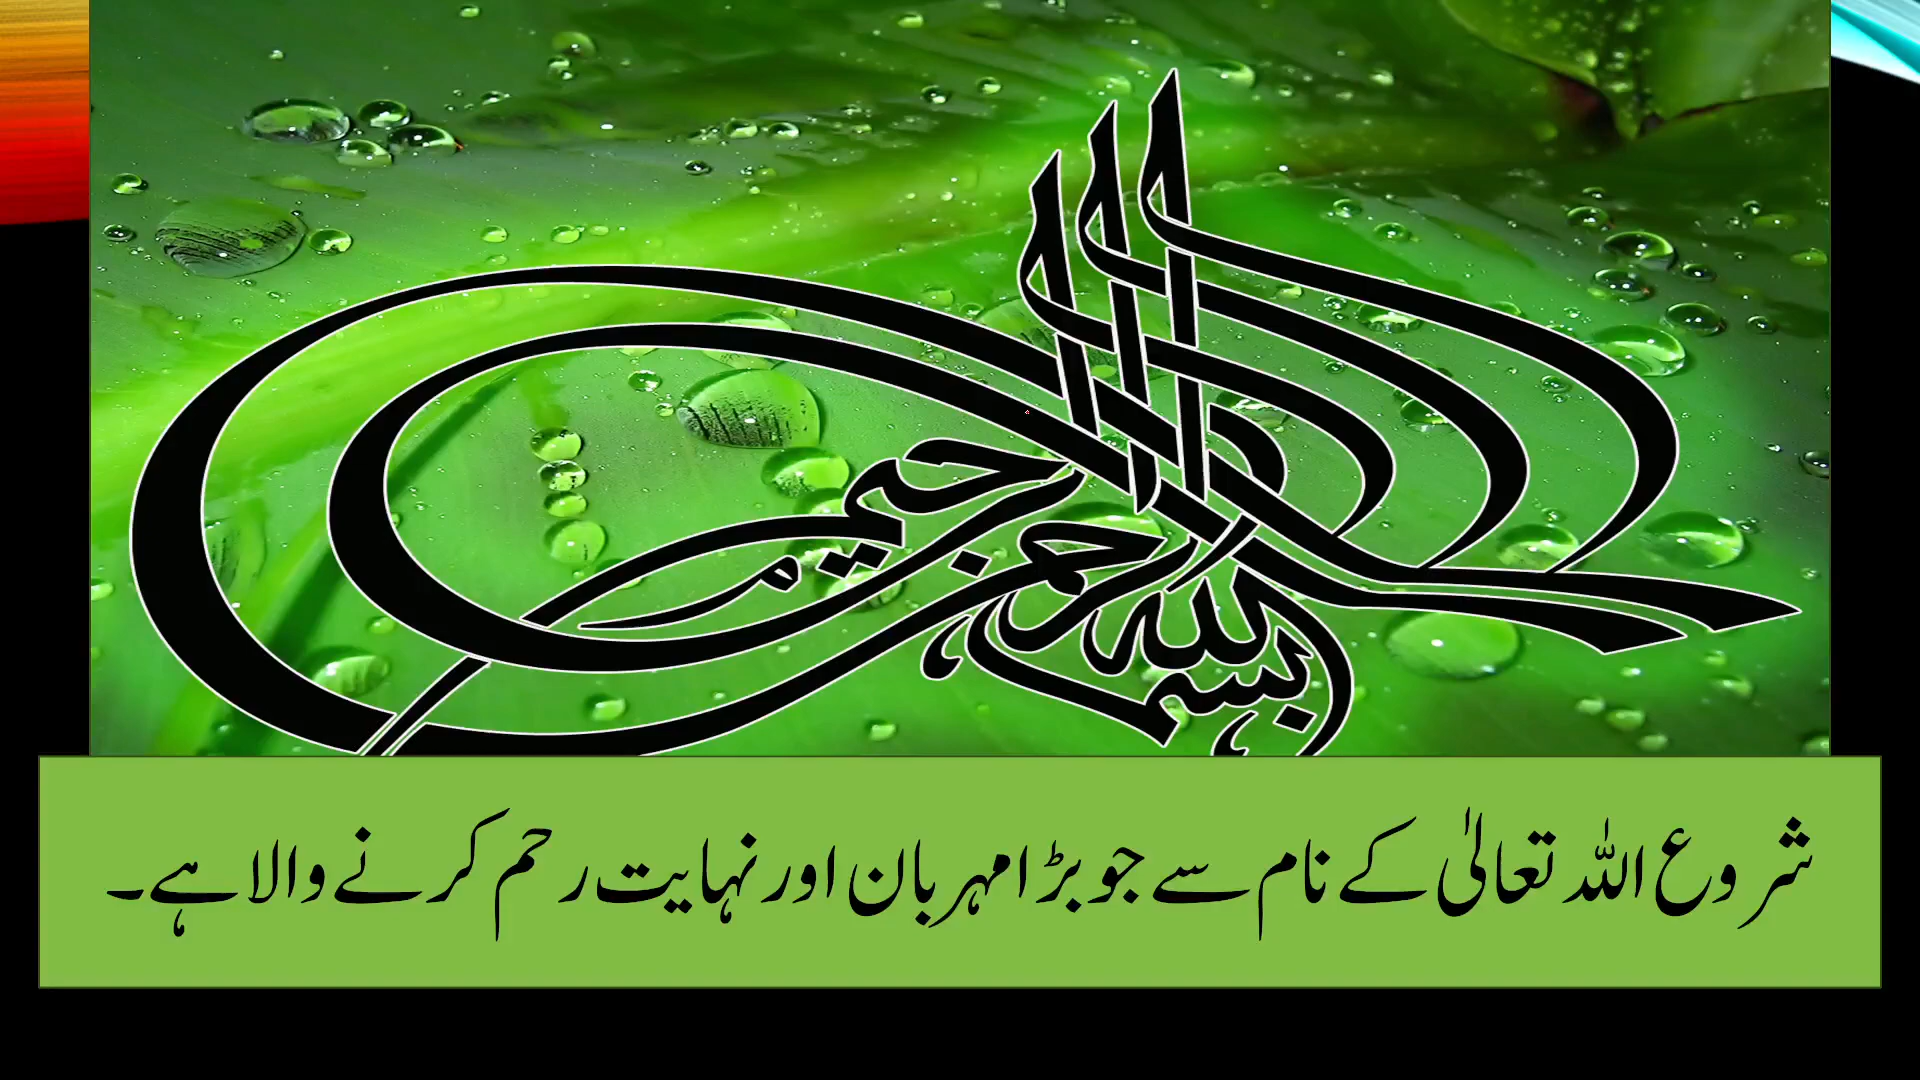 بسم الله الرحمن الرحيم
شروع اللہ تعالیٰ کے نام سے جو بڑا مہربان اور نہایت رحم کرنے والا ہے۔